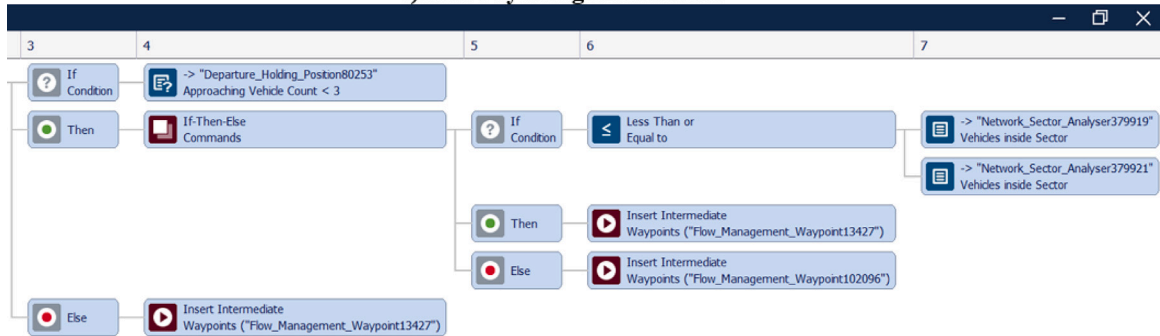 3 4 5 6 7
If
Condition
-> "Departure_Holding_Position80253"
Approaching Vehicle Count < 3
Then
If-Then-Else
Commands
If
Condition
Less Than or
Equal to
-> "Network_Sector_Analyser379919"
Vehicles inside Sector
-> "Network_Sector_Analyser379921"
Vehicles inside Sector
Then
Insert Intermediate
Waypoints ("Flow_Management_Waypoint13427")
Else
Insert Intermediate
Waypoints ("Flow_Management_Waypoint102096")
Else
Insert Intermediate
Waypoints ("Flow_Management_Waypoint13427")